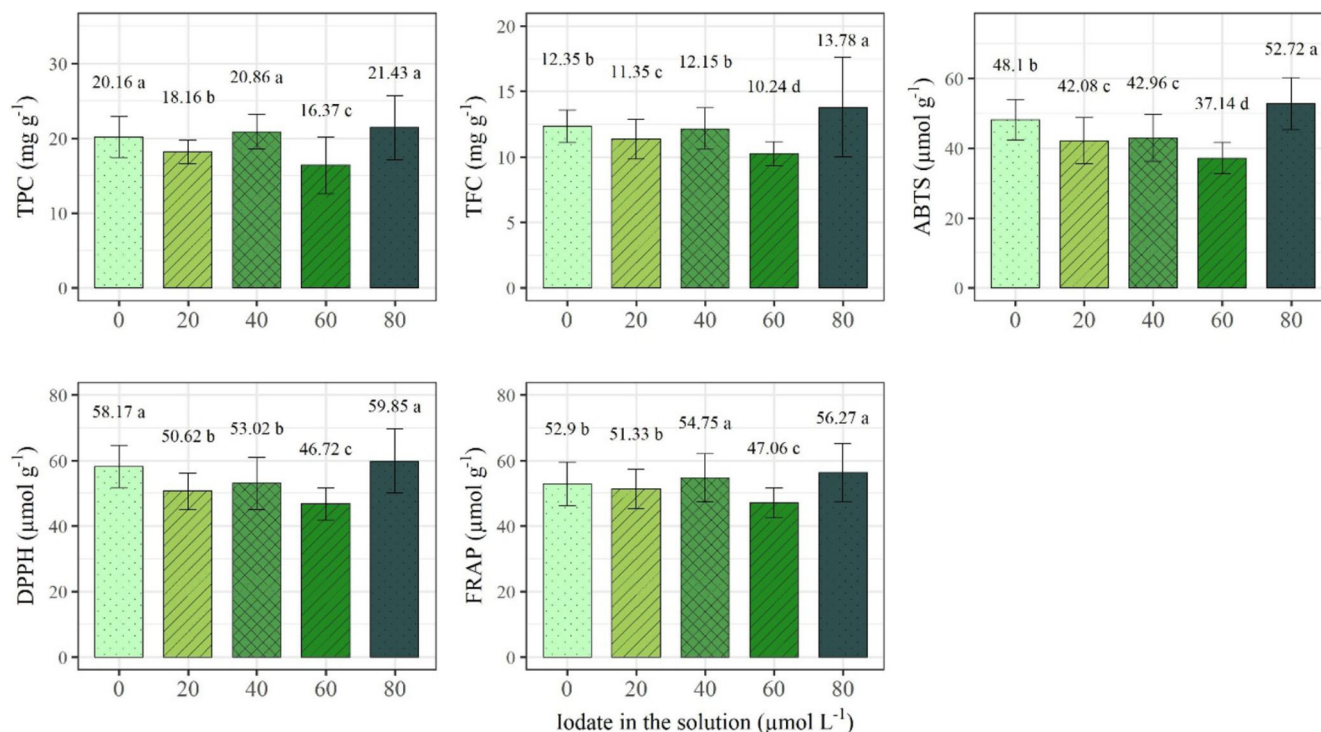 TPC (mg g⁻¹)
30
20
10
0
20.16 a
18.16 b
20.86 a
16.37 c
21.43 a
0 20 40 60 80
TFC (mg g⁻¹)
20
15
10
5
0
12.35 b
11.35 c
12.15 b
10.24 d
13.78 a
0 20 40 60 80
ABTS (µmol g⁻¹)
60
40
20
0
48.1 b
42.08 c
42.96 c
37.14 d
52.72 a
0 20 40 60 80
DPPH (µmol g⁻¹)
80
60
40
20
0
58.17 a
50.62 b
53.02 b
46.72 c
59.85 a
0 20 40 60 80
FRAP (µmol g⁻¹)
80
60
40
20
0
52.9 b
51.33 b
54.75 a
47.06 c
56.27 a
0 20 40 60 80
Iodate in the solution (µmol L⁻¹)